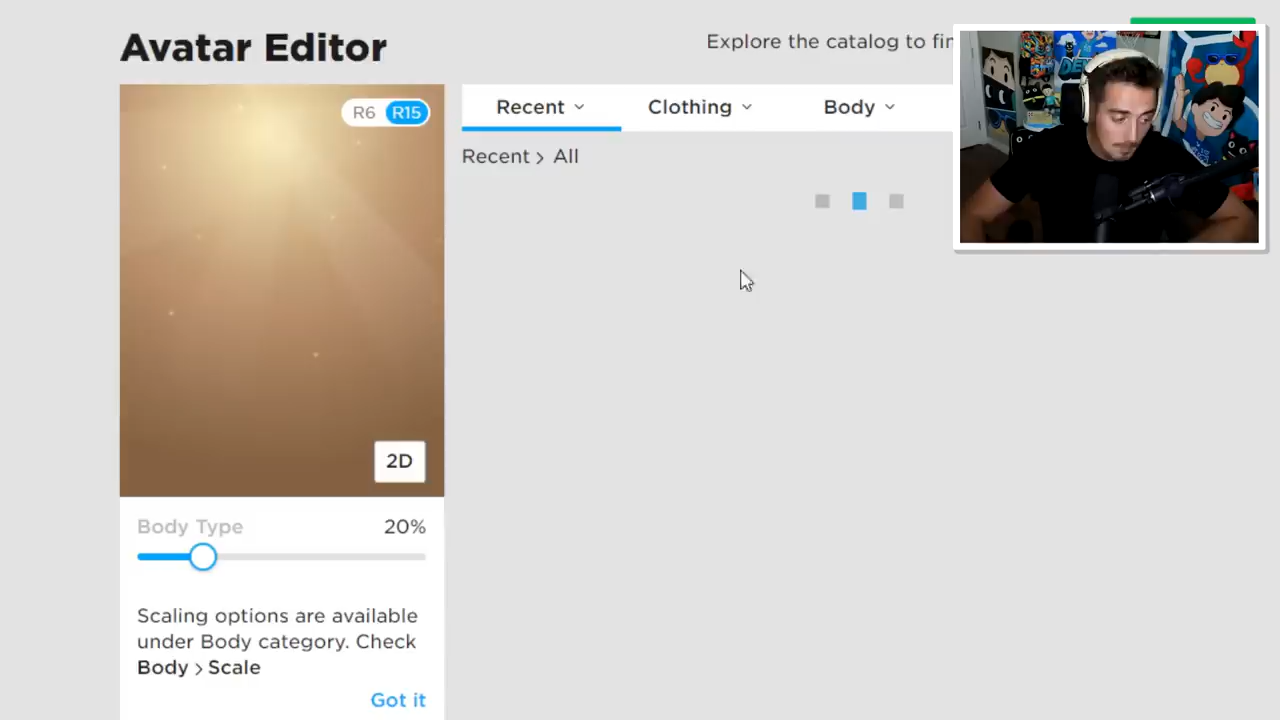 Avatar Editor
Explore the catalog to
R6 R15
Recent
Clothing
Body
Recent > All
2D
Body Type 20%
Scaling options are available
under Body category. Check
Body > Scale
Got it